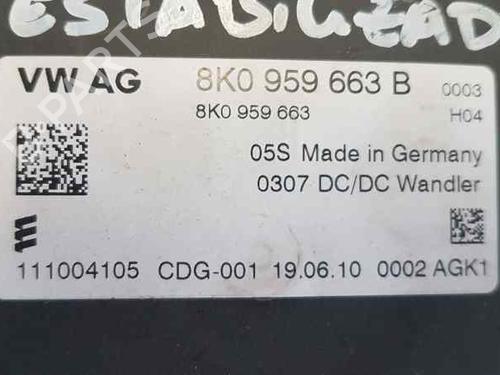 ESTABILIZAD
VW AG 8K0 959 663 B 0003
8K0 959 663 H04
05S Made in Germany
0307 DC/DC Wandler
111004105 CDG-001 19.06.10 0002 AGK1